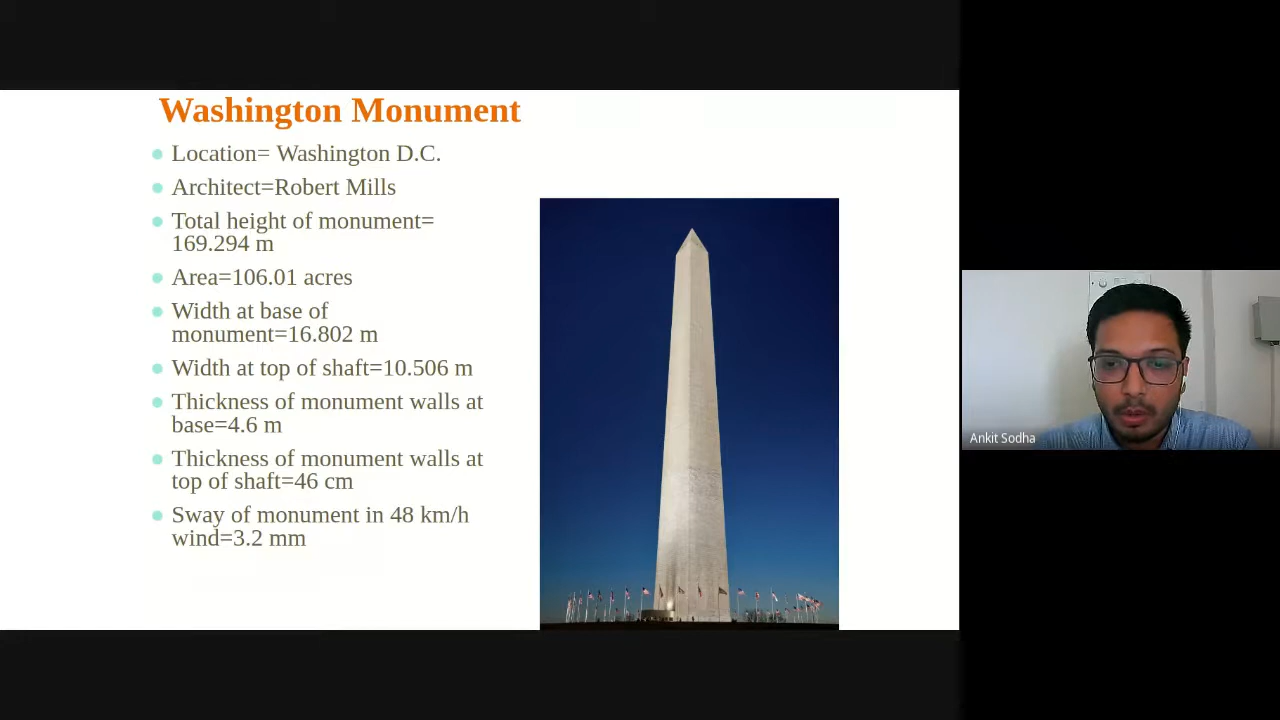 Washington Monument
Location= Washington D.C.
Architect=Robert Mills
Total height of monument=
169.294 m
Area=106.01 acres
Width at base of
monument=16.802 m
Width at top of shaft=10.506 m
Thickness of monument walls at
base=4.6 m
Thickness of monument walls at
top of shaft=46 cm
Sway of monument in 48 km/h
wind=3.2 mm
Ankit Sodha